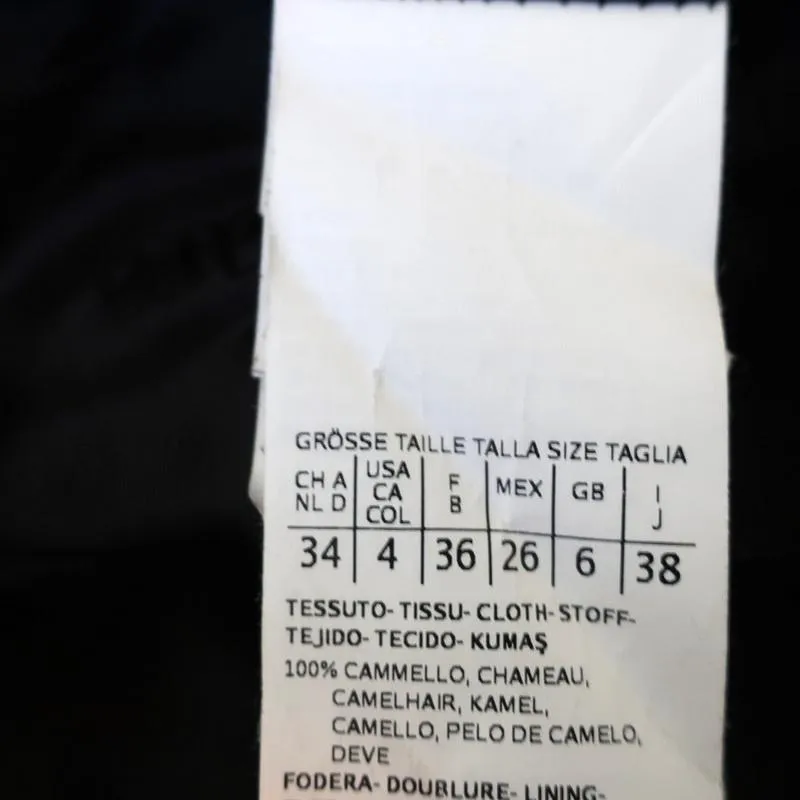 GRÖSSE TAILLE TALLA SIZE TAGLIA
CH A NL D | USA CA COL | F B | MEX | GB | I J
34 | 4 | 36 | 26 | 6 | 38
TESSUTO- TISSU- CLOTH- STOFF-
TEJIDO- TECIDO- KUMAŞ
100% CAMMELLO, CHAMEAU,
CAMELHAIR, KAMEL,
CAMELLO, PELO DE CAMELO,
DEVE
FODERA- DOUBLURE- LINING-